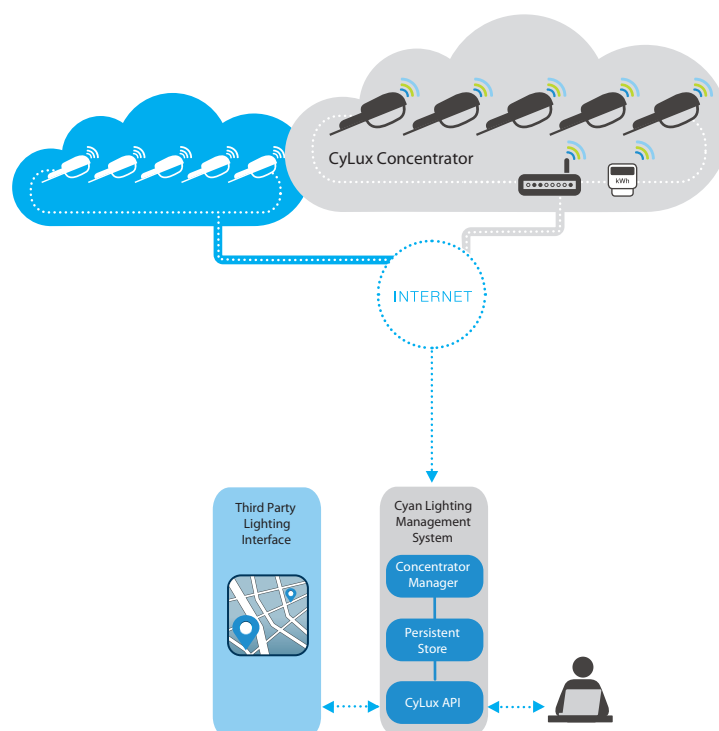 CyLux Concentrator
kWh
INTERNET
Third Party
Lighting
Interface
Cyan Lighting
Management
System
Concentrator
Manager
Persistent
Store
CyLux API